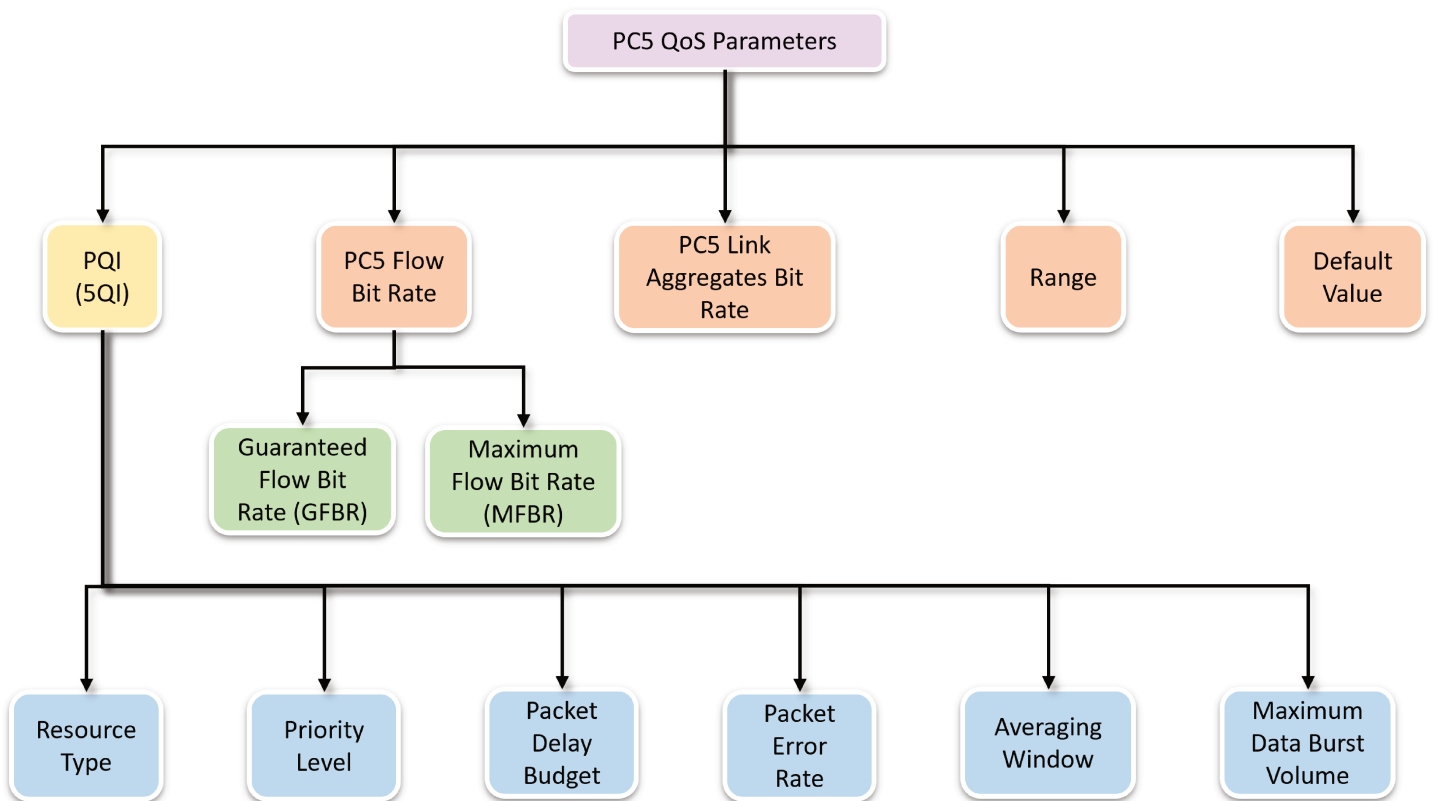 PC5 QoS Parameters
PQI
(5QI)
PC5 Flow
Bit Rate
PC5 Link
Aggregates Bit
Rate
Range
Default
Value
Guaranteed
Flow Bit
Rate (GFBR)
Maximum
Flow Bit Rate
(MFBR)
Resource
Type
Priority
Level
Packet
Delay
Budget
Packet
Error
Rate
Averaging
Window
Maximum
Data Burst
Volume